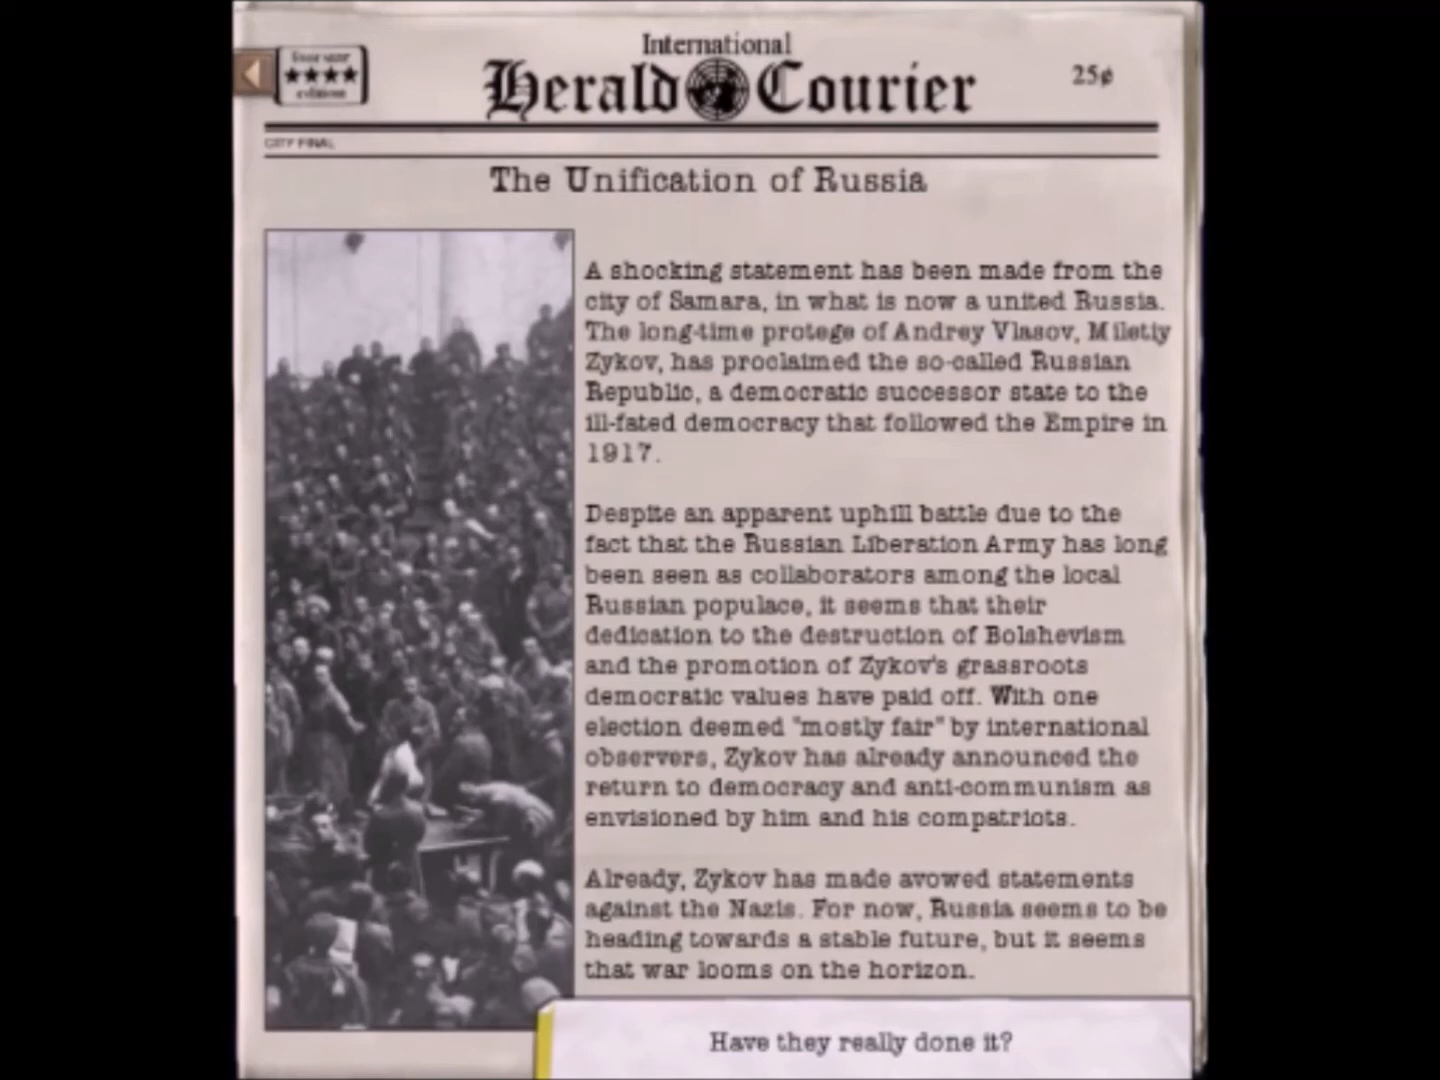 four star
★★★★
edition
International
Herald Courier
25¢
CITY FINAL
The Unification of Russia
A shocking statement has been made from the
city of Samara, in what is now a united Russia.
The long-time protege of Andrey Vlasov, Miletiy
Zykov, has proclaimed the so-called Russian
Republic, a democratic successor state to the
ill-fated democracy that followed the Empire in
1917.
Despite an apparent uphill battle due to the
fact that the Russian Liberation Army has long
been seen as collaborators among the local
Russian populace, it seems that their
dedication to the destruction of Bolshevism
and the promotion of Zykov's grassroots
democratic values have paid off. With one
election deemed "mostly fair" by international
observers, Zykov has already announced the
return to democracy and anti-communism as
envisioned by him and his compatriots.
Already, Zykov has made avowed statements
against the Nazis. For now, Russia seems to be
heading towards a stable future, but it seems
that war looms on the horizon.
Have they really done it?